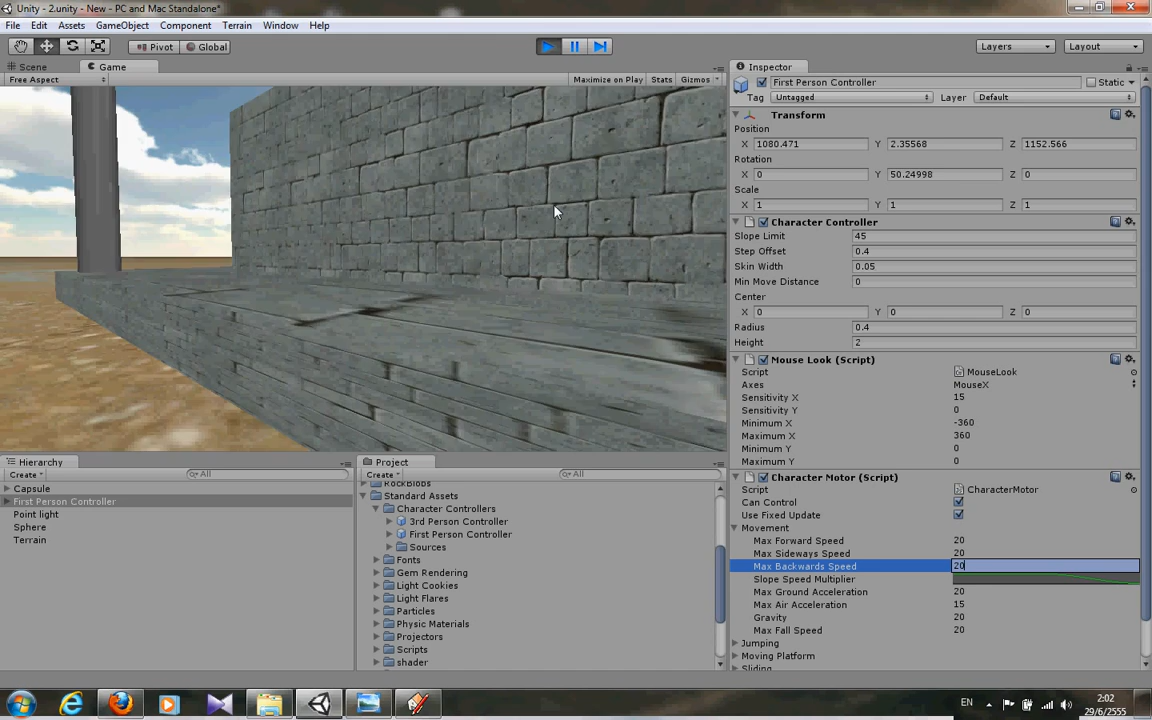 Unity - 2.unity - New - PC and Mac Standalone*
File Edit Assets GameObject Component Terrain Window Help
Pivot Global Layers Layout
Scene Game
Free Aspect Maximize on Play Stats Gizmos
Inspector
First Person Controller Static
Tag Untagged Layer Default
Transform
Position
X 1080.471 Y 2.35568 Z 1152.566
Rotation
X 0 Y 50.24998 Z 0
Scale
X 1 Y 1 Z 1
Character Controller
Slope Limit 45
Step Offset 0.4
Skin Width 0.05
Min Move Distance 0
Center
X 0 Y 0 Z 0
Radius 0.4
Height 2
Mouse Look (Script)
Script MouseLook
Axes MouseX
Sensitivity X 15
Sensitivity Y 0
Minimum X -360
Maximum X 360
Minimum Y 0
Maximum Y 0
Character Motor (Script)
Script CharacterMotor
Can Control
Use Fixed Update
Movement
Max Forward Speed 20
Max Sideways Speed 20
Max Backwards Speed 20
Slope Speed Multiplier
Max Ground Acceleration 20
Max Air Acceleration 15
Gravity 20
Max Fall Speed 20
Jumping
Moving Platform
Sliding
Hierarchy
Create All
Capsule
First Person Controller
Point light
Sphere
Terrain
Project
Create All
Standard Assets
Character Controllers
3rd Person Controller
First Person Controller
Sources
Fonts
Gem Rendering
Light Cookies
Light Flares
Particles
Physic Materials
Projectors
Scripts
shader
EN
2:02
29/6/2555